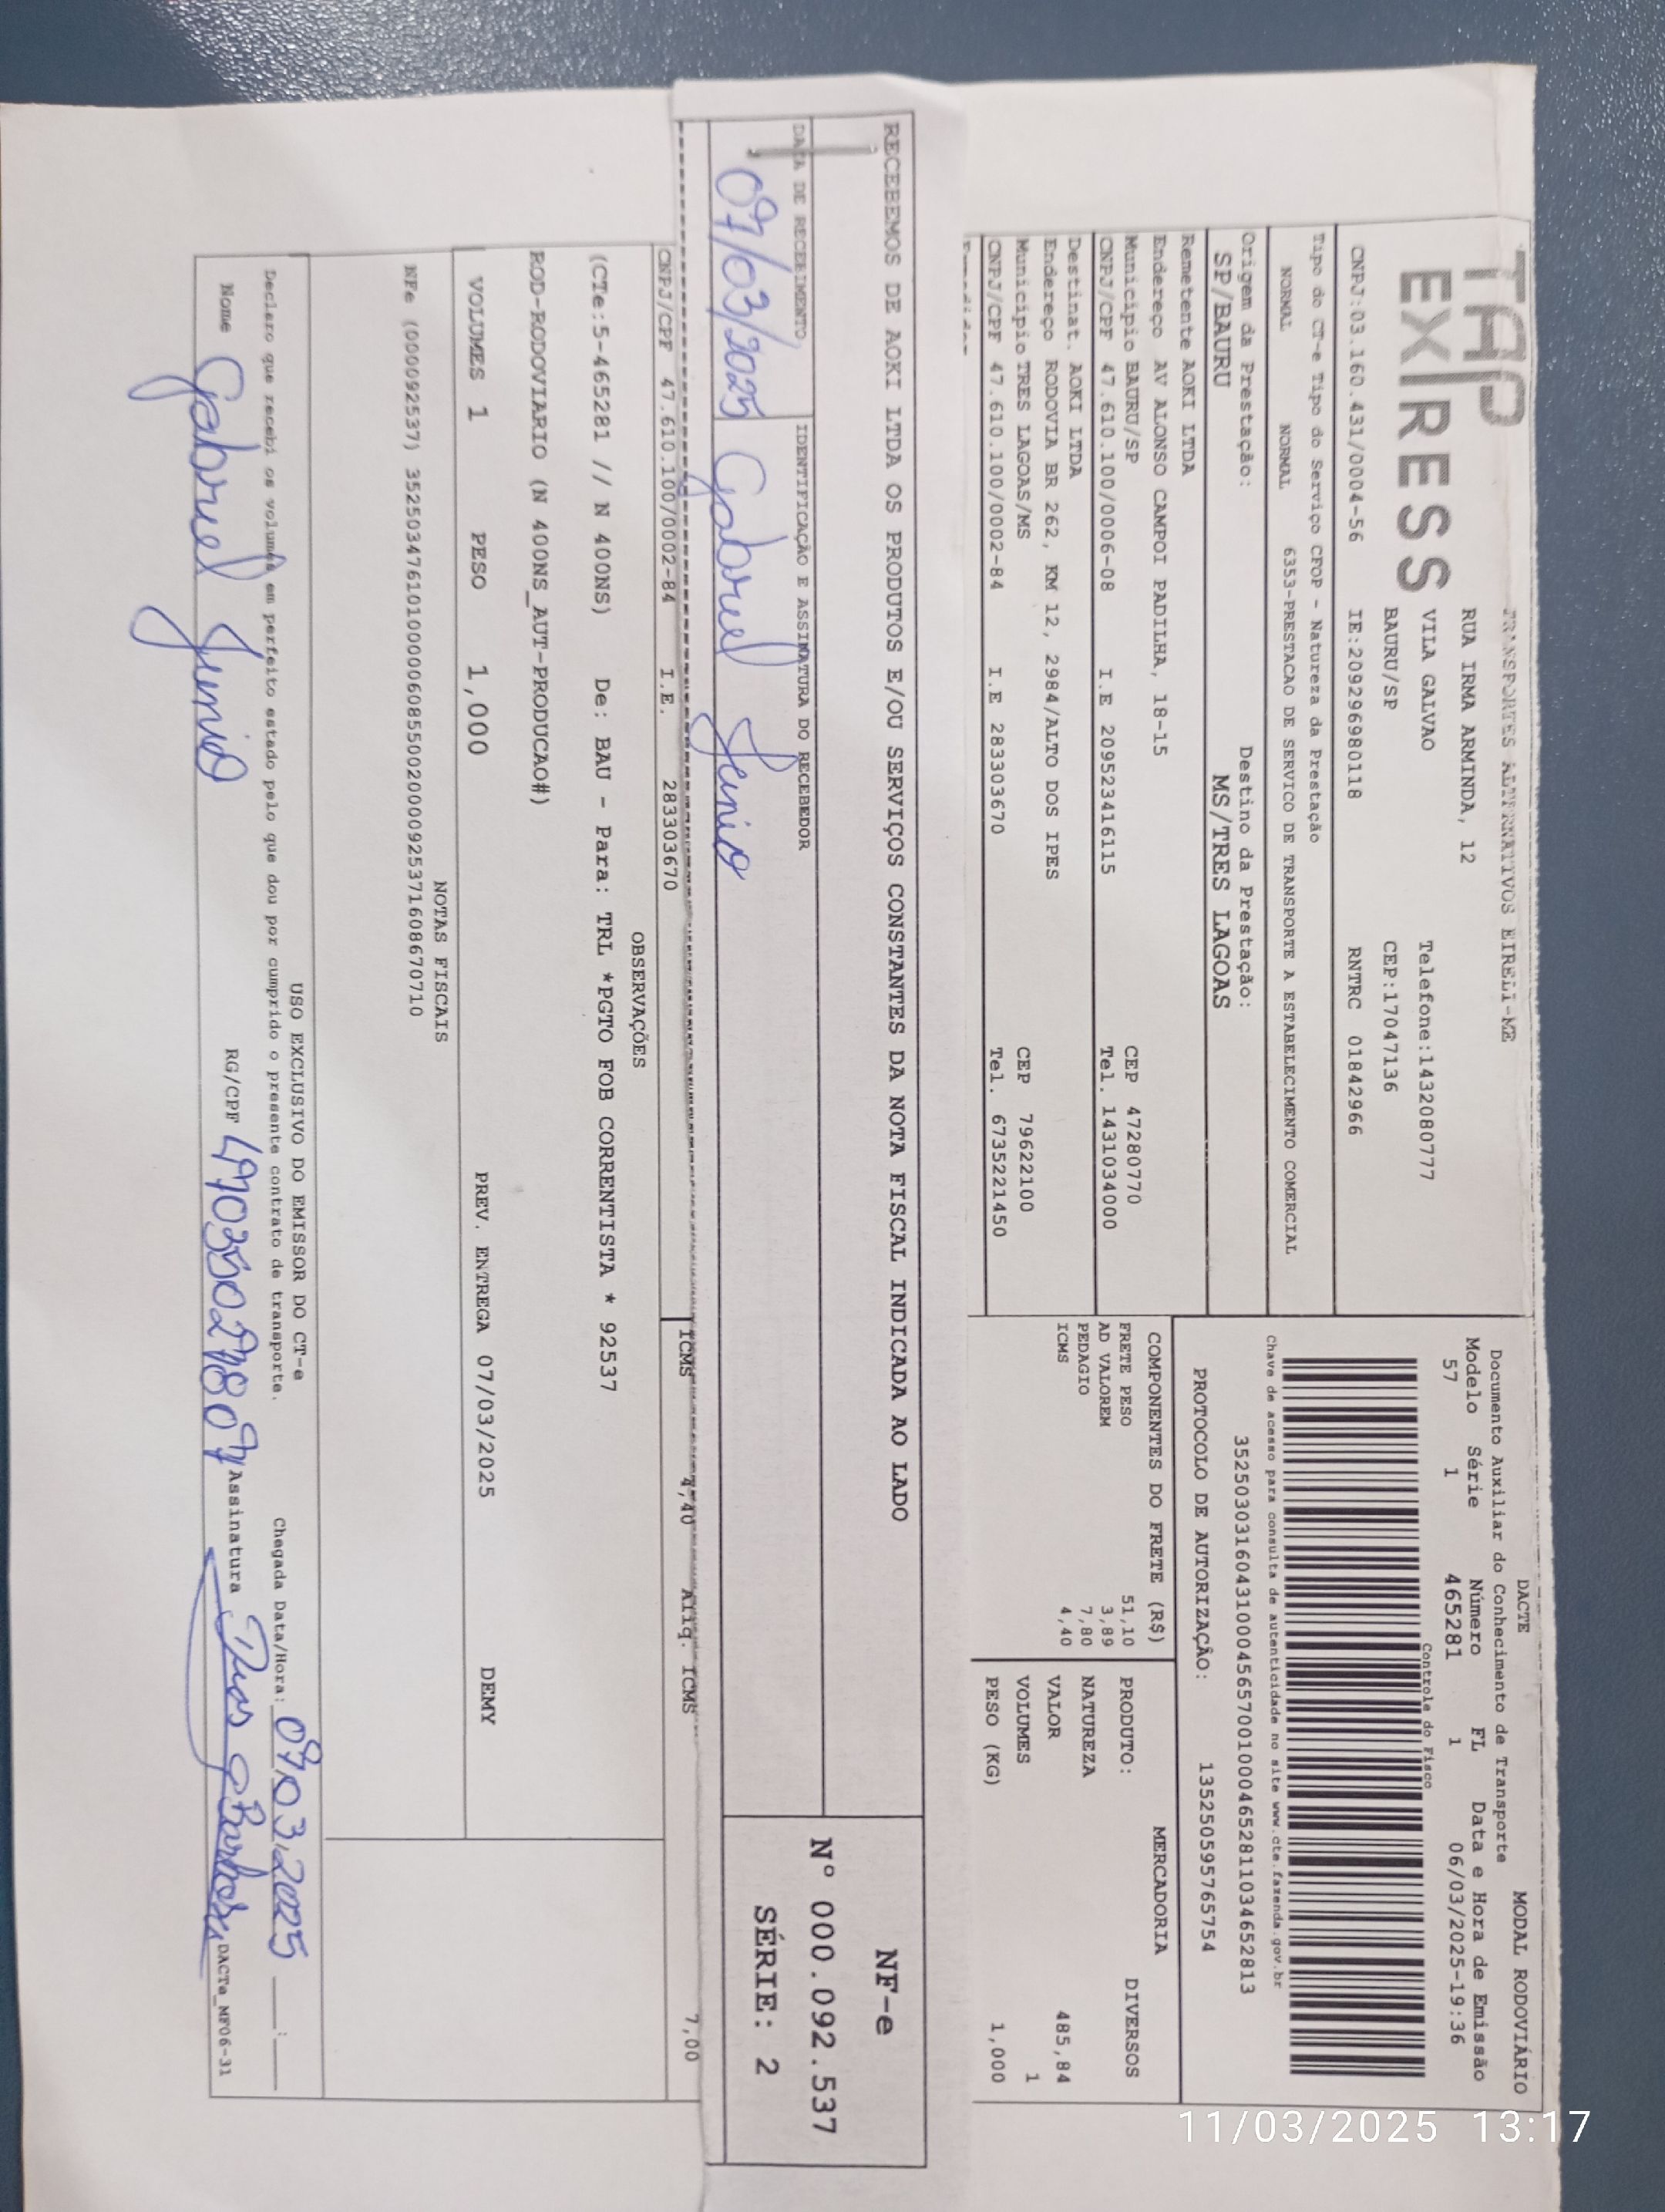 TAP
EXPRESS
TRANSPORTES ALTERNATIVOS EIRELI-ME
RUA IRMA ARMINDA, 12
VILA GALVAO Telefone:1432080777
BAURU/SP CEP:17047136
CNPJ:03.160.431/0004-56 IE:209296980118 RNTRC 01842966
DACTE MODAL RODOVIÁRIO
Documento Auxiliar do Conhecimento de Transporte
Modelo Série Número FL Data e Hora de Emissão
57 1 465281 1 06/03/2025-19:36
Controle do Fisco
Tipo do CT-e Tipo do Serviço CFOP - Natureza da Prestação
NORMAL NORMAL 6353-PRESTACAO DE SERVICO DE TRANSPORTE A ESTABELECIMENTO COMERCIAL
Chave de acesso para consulta de autenticidade no site www.cte.fazenda.gov.br
35250303160431000456570010004652811034652813
Origem da Prestação: Destino da Prestação:
SP/BAURU MS/TRES LAGOAS
PROTOCOLO DE AUTORIZAÇÃO: 135250595765754
Remetente AOKI LTDA
Endereço AV ALONSO CAMPOI PADILHA, 18-15
Municipio BAURU/SP CEP 47280770
CNPJ/CPF 47.610.100/0006-08 I.E 209523416115 Tel. 1431034000
Destinat. AOKI LTDA
Endereço RODOVIA BR 262, KM 12, 2984/ALTO DOS IPES
Municipio TRES LAGOAS/MS CEP 79622100
CNPJ/CPF 47.610.100/0002-84 I.E 283303670 Tel. 6735221450
COMPONENTES DO FRETE (R$)
FRETE PESO 51,10
AD VALOREM 3,89
PEDAGIO 7,80
ICMS 4,40
MERCADORIA
PRODUTO: DIVERSOS
NATUREZA
VALOR 485,84
VOLUMES 1
PESO (KG) 1,000
RECEBEMOS DE AOKI LTDA OS PRODUTOS E/OU SERVIÇOS CONSTANTES DA NOTA FISCAL INDICADA AO LADO
NF-e
Nº 000.092.537
SÉRIE: 2
DATA DE RECEBIMENTO IDENTIFICAÇÃO E ASSINATURA DO RECEBEDOR
07/03/2025 Gabriel Junio
CNPJ/CPF 47.610.100/0002-84 I.E. 283303670
ICMS 4,40 Aliq. ICMS 7,00
OBSERVAÇÕES
(CTe:5-465281 // N 400NS) De: BAU - Para: TRL *PGTO FOB CORRENTISTA * 92537
ROD-RODOVIARIO (N 400NS_AUT-PRODUCAO#)
VOLUMES 1 PESO 1,000 PREV. ENTREGA 07/03/2025 DEMY
NOTAS FISCAIS
NFe (000092537) 35250347610100000608550020000925371608670710
USO EXCLUSIVO DO EMISSOR DO CT-e
Declaro que recebi os volumes em perfeito estado pelo que dou por cumprido o presente contrato de transporte. Chegada Data/Hora: 07,03,2025 __:__
Nome Gabriel Junio RG/CPF 49035027807 Assinatura DACTe_MF06-31
11/03/2025 13:17